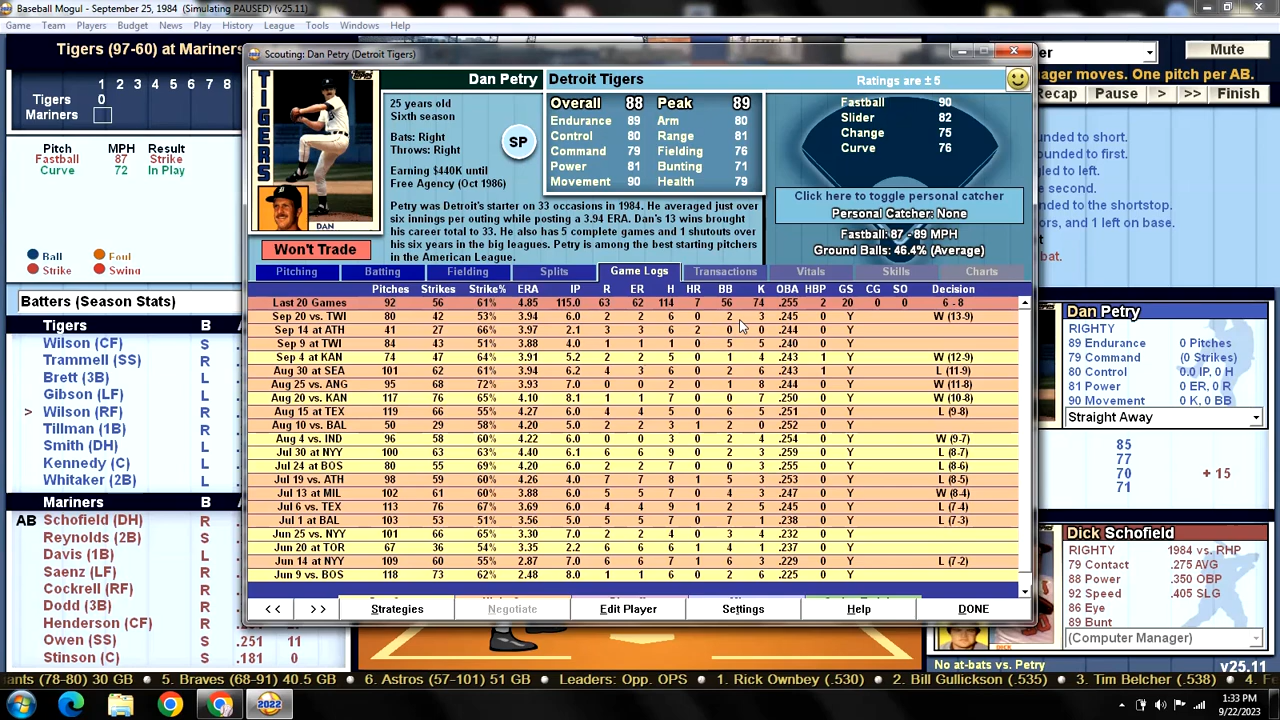 Baseball Mogul - September 25, 1984 (Simulating PAUSED) (v25.11)
Game Team Players Budget News Play History League Tools Windows Help
Tigers (97-60) at Mariners
1 2 3 4 5 6 7 8
Tigers 0
Mariners
Pitch MPH Result
Fastball 87 Strike
Curve 72 In Play
Ball Foul
Strike Swing
Batters (Season Stats)
Tigers B
Wilson (CF) S
Trammell (SS) R
Brett (3B) L
Gibson (LF) L
> Wilson (RF) R
Tillman (1B) L
Smith (DH) L
Kennedy (C) L
Whitaker (2B) L
Mariners B
AB Schofield (DH) R
Reynolds (2B) S
Davis (1B) L
Saenz (LF) L
Cockrell (RF) R
Dodd (3B) R
Henderson (CF) R
Owen (SS) S .251 11
Stinson (C) S .181 0
Scouting: Dan Petry (Detroit Tigers)
TIGERS
DAN
Won't Trade
Dan Petry
25 years old
Sixth season
Bats: Right
Throws: Right
Earning $440K until
Free Agency (Oct 1986)
SP
Detroit Tigers
Overall 88 Peak 89
Endurance 89 Arm 80
Control 80 Range 81
Command 79 Fielding 76
Power 81 Bunting 71
Movement 90 Health 79
Petry was Detroit's starter on 33 occasions in 1984. He averaged just over
six innings per outing while posting a 3.94 ERA. Dan's 13 wins brought
his career total to 33. He also has 5 complete games and 1 shutouts over
his six years in the big leagues. Petry is among the best starting pitchers
in the American League.
Ratings are ± 5
Fastball 90
Slider 82
Change 75
Curve 76
Click here to toggle personal catcher
Personal Catcher: None
Fastball: 87 - 89 MPH
Ground Balls: 46.4% (Average)
Pitching Batting Fielding Splits Game Logs Transactions Vitals Skills Charts
Pitches Strikes Strike% ERA IP R ER H HR BB K OBA HBP GS CG SO Decision
Last 20 Games 92 56 61% 4.85 115.0 63 62 114 7 56 74 .255 2 20 0 0 6 - 8
Sep 20 vs. TWI 80 42 53% 3.94 6.0 2 2 6 0 2 3 .245 0 Y W (13-9)
Sep 14 at ATH 41 27 66% 3.97 2.1 3 3 6 2 0 0 .244 0 Y
Sep 9 at TWI 84 43 51% 3.88 4.0 1 1 1 0 5 5 .240 0 Y
Sep 4 at KAN 74 47 64% 3.91 5.2 2 2 5 0 1 4 .243 1 Y W (12-9)
Aug 30 at SEA 101 62 61% 3.94 6.2 4 3 6 0 2 6 .243 1 Y L (11-9)
Aug 25 vs. ANG 95 68 72% 3.93 7.0 0 0 2 0 1 8 .244 0 Y W (11-8)
Aug 20 vs. KAN 117 76 65% 4.10 8.1 1 1 7 0 0 7 .250 0 Y W (10-8)
Aug 15 at TEX 119 66 55% 4.27 6.0 4 4 5 0 6 5 .251 0 Y L (9-8)
Aug 10 vs. BAL 50 29 58% 4.20 5.0 2 2 3 1 2 0 .252 0 Y
Aug 4 vs. IND 96 58 60% 4.22 6.0 0 0 3 0 2 4 .254 0 Y W (9-7)
Jul 30 at NYY 100 63 63% 4.40 6.1 6 6 9 0 2 3 .259 0 Y L (8-7)
Jul 24 at BOS 80 55 69% 4.20 6.0 2 2 7 0 0 3 .255 0 Y L (8-6)
Jul 19 vs. ATH 98 59 60% 4.26 4.0 7 7 8 1 5 3 .253 0 Y L (8-5)
Jul 13 at MIL 102 61 60% 3.88 6.0 5 5 7 0 4 3 .247 0 Y W (8-4)
Jul 6 vs. TEX 113 76 67% 3.69 6.0 4 4 9 1 2 5 .245 0 Y L (7-4)
Jul 1 at BAL 103 53 51% 3.56 5.0 5 5 7 0 7 1 .238 0 Y L (7-3)
Jun 25 vs. NYY 101 66 65% 3.30 7.0 2 2 4 0 3 4 .232 0 Y
Jun 20 at TOR 67 36 54% 3.35 2.2 6 6 6 1 4 1 .237 0 Y
Jun 14 at NYY 109 60 55% 2.87 7.0 6 6 7 1 6 3 .229 0 Y L (7-2)
Jun 9 vs. BOS 118 73 62% 2.48 8.0 1 1 6 0 2 6 .225 0 Y
<< >> Strategies Negotiate Edit Player Settings Help DONE
er
Mute
nager moves. One pitch per AB.
Recap Pause > >> Finish
unded to short.
ounded to first.
gled to left.
e second.
rounded to the shortstop.
ors, and 1 left on base.
t
bat.
Dan Petry
RIGHTY
89 Endurance 0 Pitches
79 Command (0 Strikes)
80 Control 0.0 IP, 0 H
81 Power 0 ER, 0 R
90 Movement 0 K, 0 BB
Straight Away
85
77
70
71
+ 15
Dick Schofield
RIGHTY 1984 vs. RHP
79 Contact .275 AVG
88 Power .350 OBP
92 Speed .405 SLG
86 Eye
89 Bunt
(Computer Manager)
No at-bats vs. Petry
v25.11
iants (78-80) 30 GB 5. Braves (68-91) 40.5 GB 6. Astros (57-101) 51 GB Leaders: Opp. OPS 1. Rick Ownbey (.530) 2. Bill Gullickson (.535) 3. Tim Belcher (.538) 4. Fe
2022
1:33 PM
9/22/2023